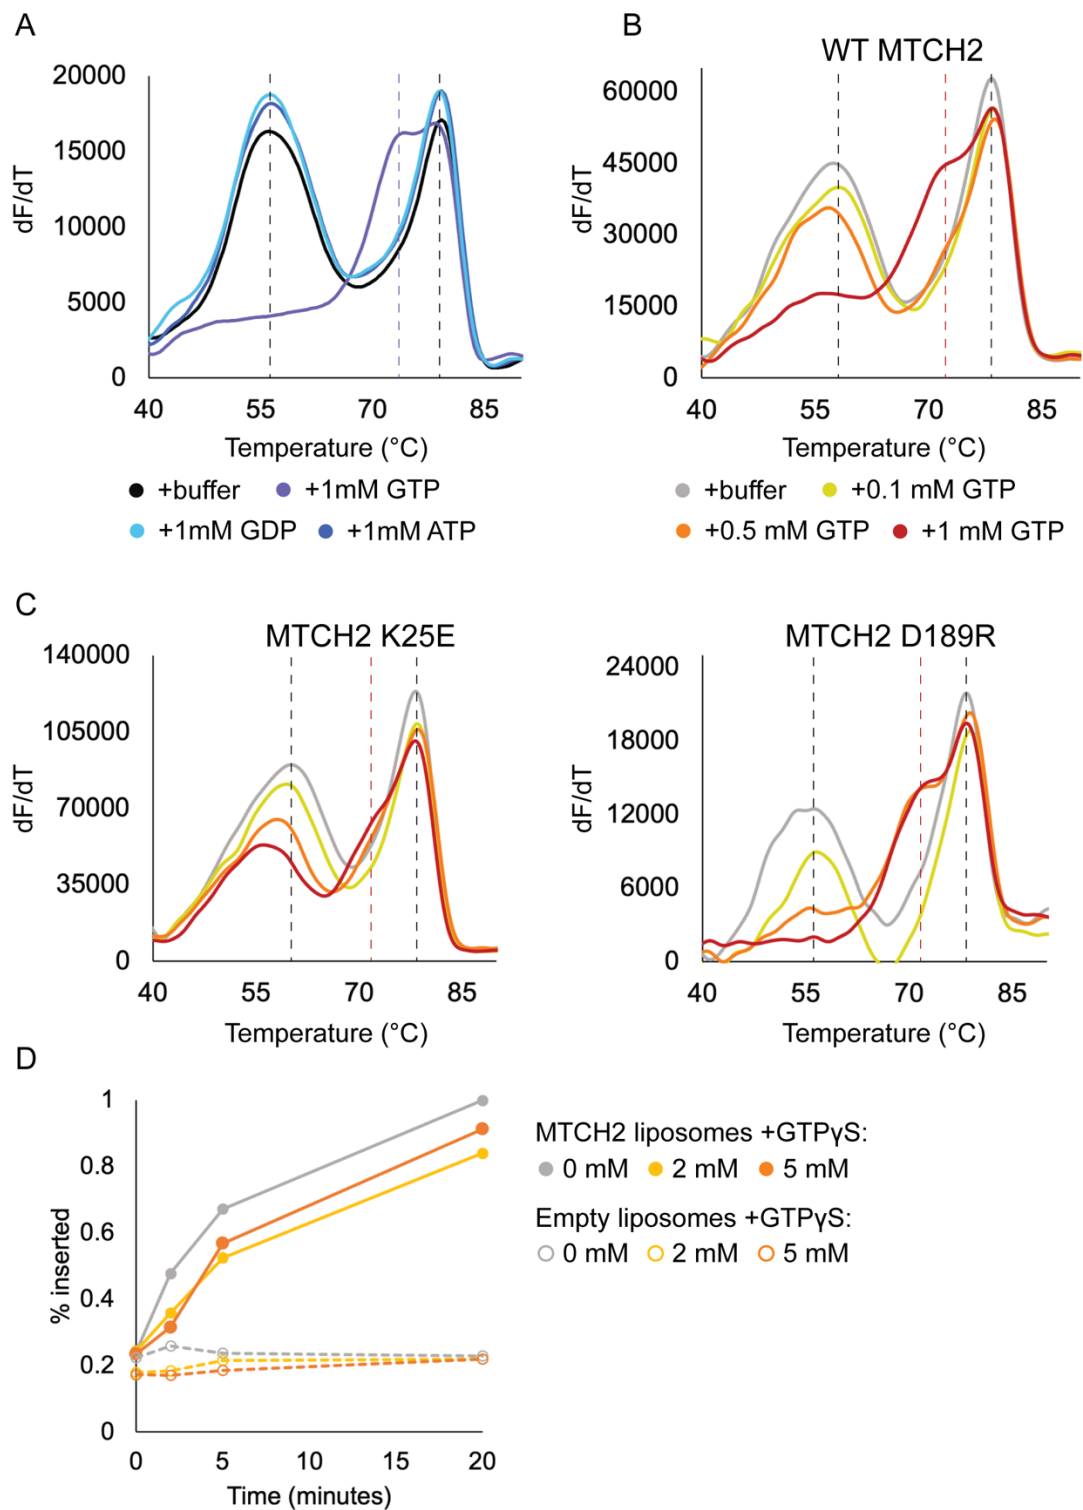 A
20000
15000
10000
5000
0
dF/dT
40 55 70 85
Temperature (°C)
+buffer +1mM GTP
+1mM GDP +1mM ATP
B
WT MTCH2
60000
45000
30000
15000
0
dF/dT
40 55 70 85
Temperature (°C)
+buffer +0.1 mM GTP
+0.5 mM GTP +1 mM GTP
C
MTCH2 K25E
140000
105000
70000
35000
0
dF/dT
40 55 70 85
Temperature (°C)
MTCH2 D189R
24000
18000
12000
6000
0
dF/dT
40 55 70 85
Temperature (°C)
D
1
0.8
0.6
0.4
0.2
0
% inserted
0 5 10 15 20
Time (minutes)
MTCH2 liposomes +GTPγS:
0 mM 2 mM 5 mM
Empty liposomes +GTPγS:
0 mM 2 mM 5 mM